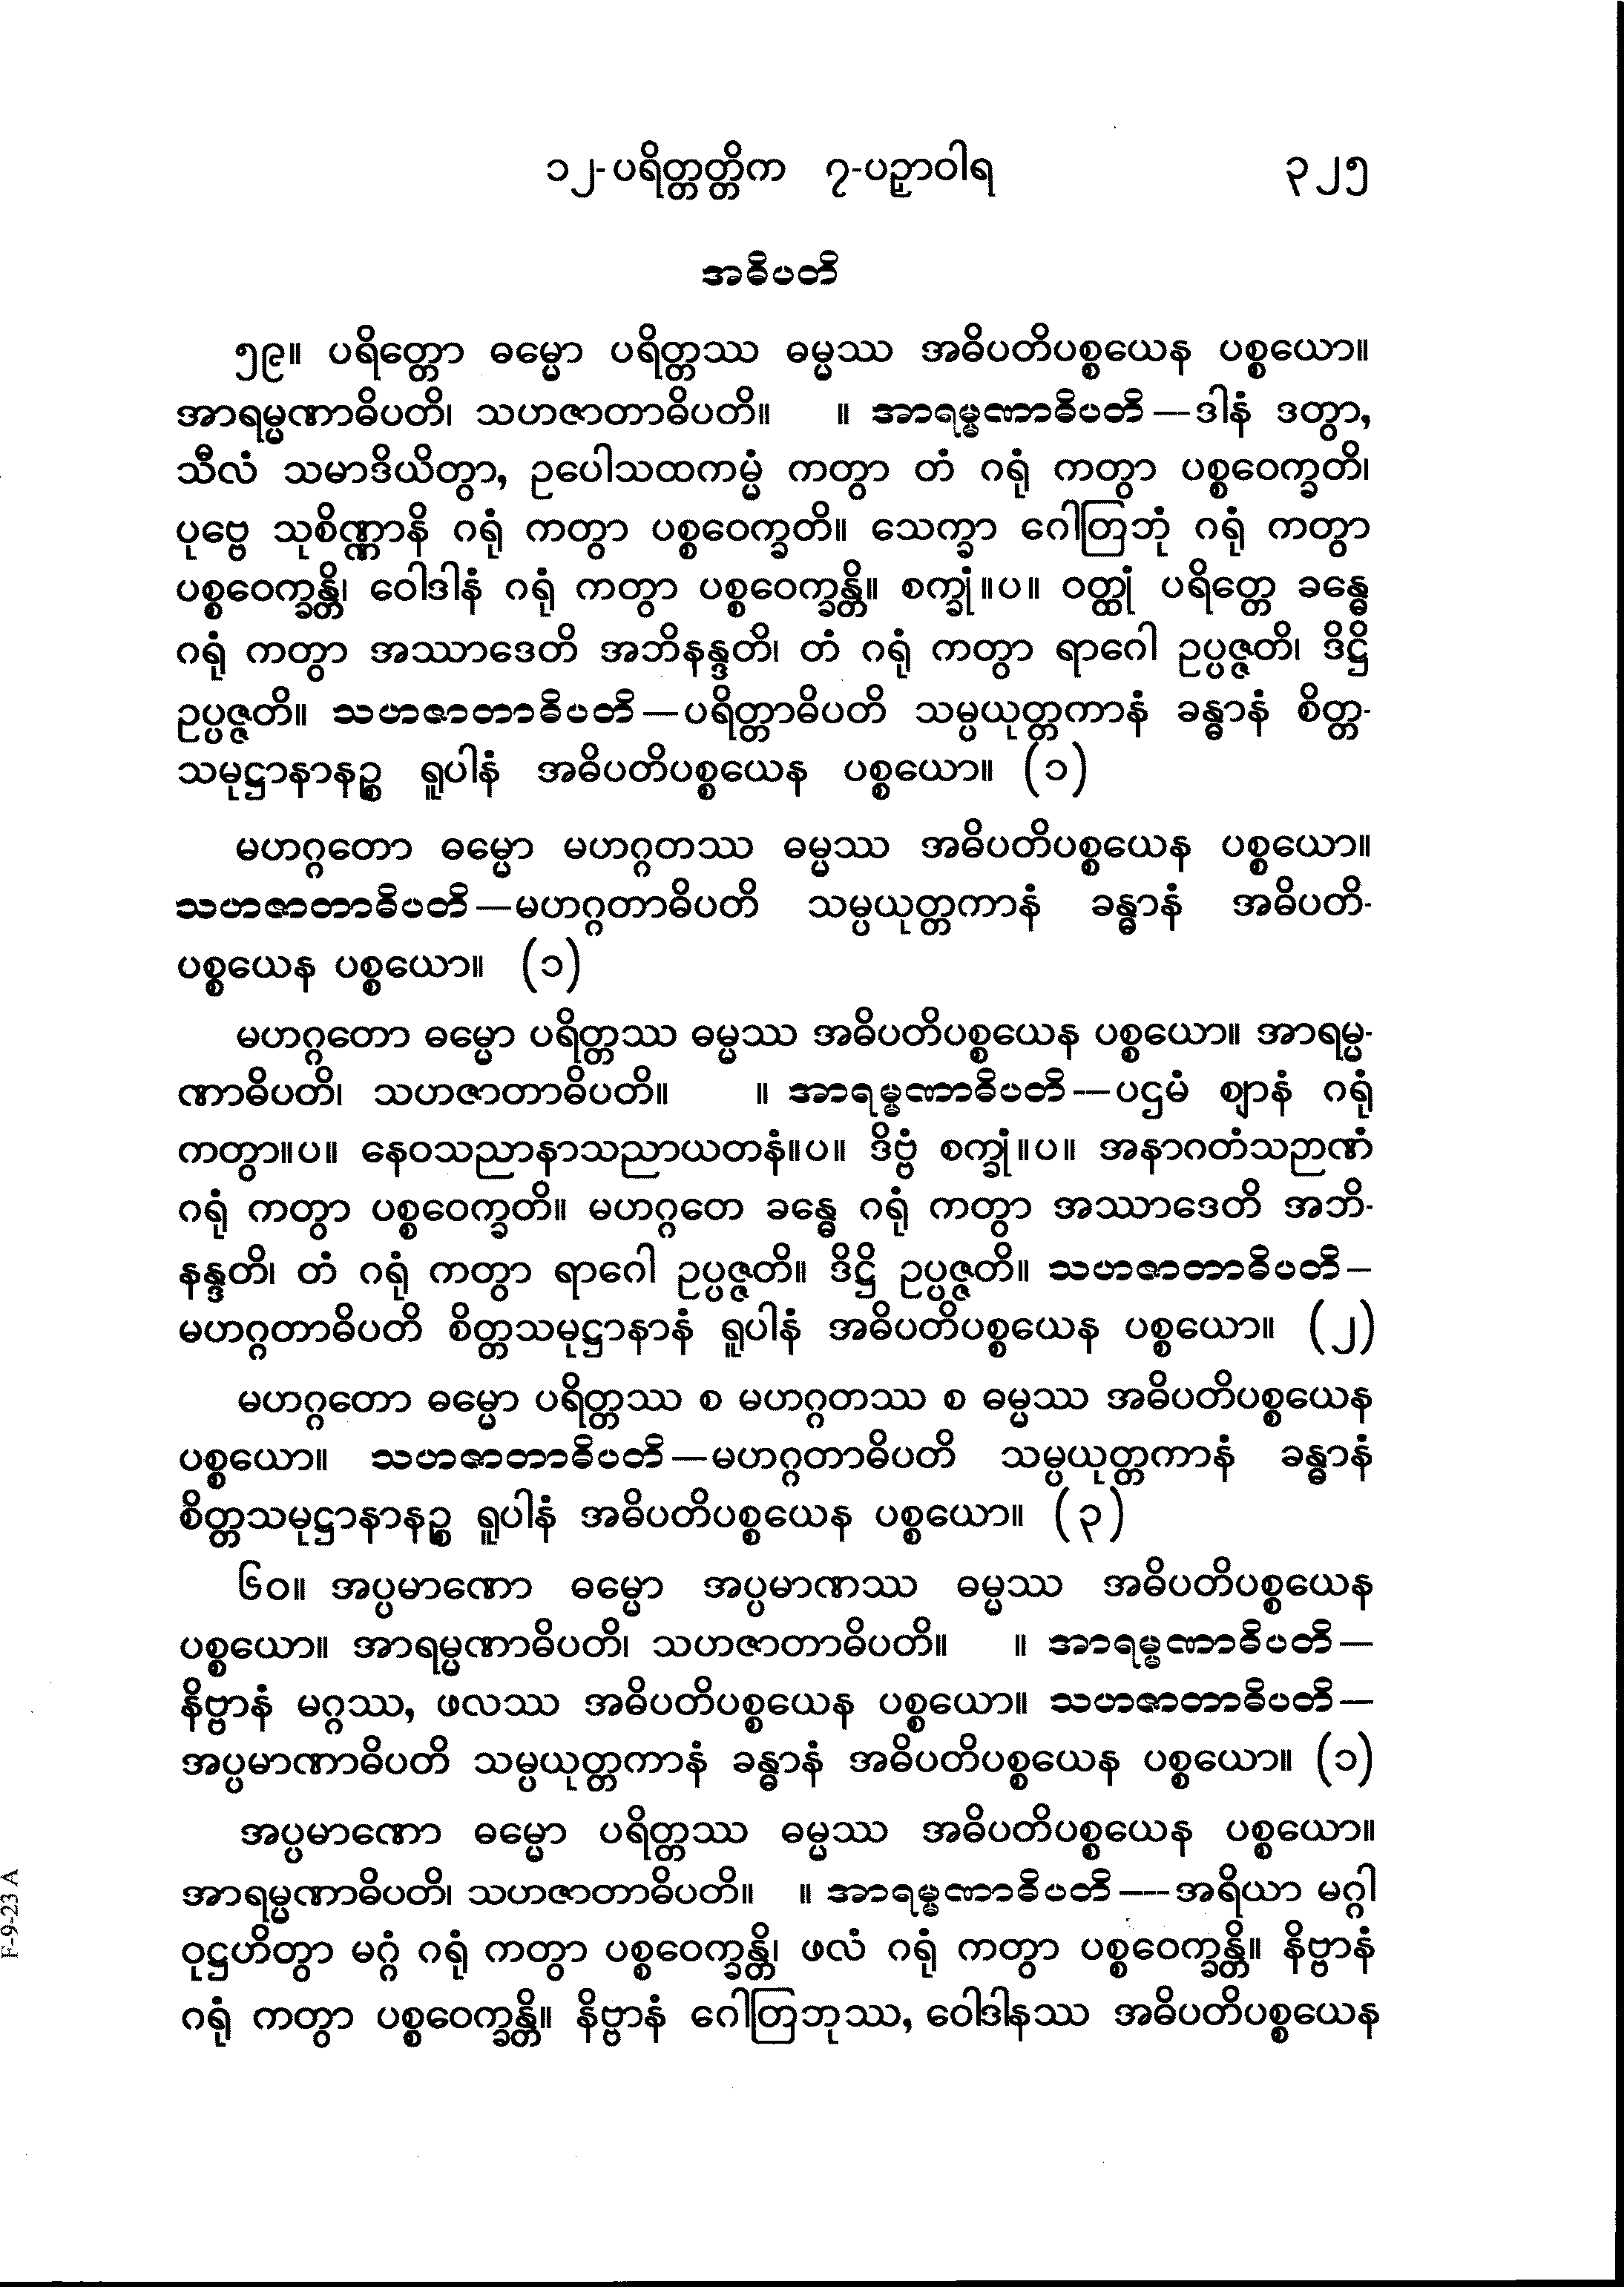 ၁၂-ပရိတ္တတ္တိက ၇-ပဉှာဝါရ ၃၂၅
အဓိပတိ
၅၉။ ပရိတ္တော ဓမ္မော ပရိတ္တဿ ဓမ္မဿ အဓိပတိပစ္စယေန ပစ္စယော။
အာရမ္မဏာဓိပတိ၊ သဟဇာတာဓိပတိ။ ။ အာရမ္မဏာဓိပတိ—ဒါနံ ဒတွာ,
သီလံ သမာဒိယိတွာ, ဥပေါသထကမ္မံ ကတွာ တံ ဂရုံ ကတွာ ပစ္စဝေက္ခတိ၊
ပုဗ္ဗေ သုစိဏ္ဏာနိ ဂရုံ ကတွာ ပစ္စဝေက္ခတိ။ သေက္ခာ ဂေါတြဘုံ ဂရုံ ကတွာ
ပစ္စဝေက္ခန္တိ၊ ဝေါဒါနံ ဂရုံ ကတွာ ပစ္စဝေက္ခန္တိ။ စက္ခုံ။ပ။ ဝတ္ထုံ ပရိတ္တေ ခန္ဓေ
ဂရုံ ကတွာ အဿာဒေတိ အဘိနန္ဒတိ၊ တံ ဂရုံ ကတွာ ရာဂေါ ဥပ္ပဇ္ဇတိ၊ ဒိဋ္ဌိ
ဥပ္ပဇ္ဇတိ။ သဟဇာတာဓိပတိ—ပရိတ္တာဓိပတိ သမ္ပယုတ္တကာနံ ခန္ဓာနံ စိတ္တ-
သမုဋ္ဌာနာနဉ္စ ရူပါနံ အဓိပတိပစ္စယေန ပစ္စယော။ (၁)
မဟဂ္ဂတော ဓမ္မော မဟဂ္ဂတဿ ဓမ္မဿ အဓိပတိပစ္စယေန ပစ္စယော။
သဟဇာတာဓိပတိ—မဟဂ္ဂတာဓိပတိ သမ္ပယုတ္တကာနံ ခန္ဓာနံ အဓိပတိ-
ပစ္စယေန ပစ္စယော။ (၁)
မဟဂ္ဂတော ဓမ္မော ပရိတ္တဿ ဓမ္မဿ အဓိပတိပစ္စယေန ပစ္စယော။ အာရမ္မ-
ဏာဓိပတိ၊ သဟဇာတာဓိပတိ။ ။ အာရမ္မဏာဓိပတိ—ပဌမံ ဈာနံ ဂရုံ
ကတွာ။ပ။ နေဝသညာနာသညာယတနံ။ပ။ ဒိဗ္ဗံ စက္ခုံ။ပ။ အနာဂတံသဉာဏံ
ဂရုံ ကတွာ ပစ္စဝေက္ခတိ။ မဟဂ္ဂတေ ခန္ဓေ ဂရုံ ကတွာ အဿာဒေတိ အဘိ-
နန္ဒတိ၊ တံ ဂရုံ ကတွာ ရာဂေါ ဥပ္ပဇ္ဇတိ။ ဒိဋ္ဌိ ဥပ္ပဇ္ဇတိ။ သဟဇာတာဓိပတိ—
မဟဂ္ဂတာဓိပတိ စိတ္တသမုဋ္ဌာနာနံ ရူပါနံ အဓိပတိပစ္စယေန ပစ္စယော။ (၂)
မဟဂ္ဂတော ဓမ္မော ပရိတ္တဿ စ မဟဂ္ဂတဿ စ ဓမ္မဿ အဓိပတိပစ္စယေန
ပစ္စယော။ သဟဇာတာဓိပတိ—မဟဂ္ဂတာဓိပတိ သမ္ပယုတ္တကာနံ ခန္ဓာနံ
စိတ္တသမုဋ္ဌာနာနဉ္စ ရူပါနံ အဓိပတိပစ္စယေန ပစ္စယော။ (၃)
၆၀။ အပ္ပမာဏော ဓမ္မော အပ္ပမာဏဿ ဓမ္မဿ အဓိပတိပစ္စယေန
ပစ္စယော။ အာရမ္မဏာဓိပတိ၊ သဟဇာတာဓိပတိ။ ။ အာရမ္မဏာဓိပတိ—
နိဗ္ဗာနံ မဂ္ဂဿ, ဖလဿ အဓိပတိပစ္စယေန ပစ္စယော။ သဟဇာတာဓိပတိ—
အပ္ပမာဏာဓိပတိ သမ္ပယုတ္တကာနံ ခန္ဓာနံ အဓိပတိပစ္စယေန ပစ္စယော။ (၁)
အပ္ပမာဏော ဓမ္မော ပရိတ္တဿ ဓမ္မဿ အဓိပတိပစ္စယေန ပစ္စယော။
အာရမ္မဏာဓိပတိ၊ သဟဇာတာဓိပတိ။ ။ အာရမ္မဏာဓိပတိ—အရိယာ မဂ္ဂါ
ဝုဋ္ဌဟိတွာ မဂ္ဂံ ဂရုံ ကတွာ ပစ္စဝေက္ခန္တိ၊ ဖလံ ဂရုံ ကတွာ ပစ္စဝေက္ခန္တိ။ နိဗ္ဗာနံ
ဂရုံ ကတွာ ပစ္စဝေက္ခန္တိ။ နိဗ္ဗာနံ ဂေါတြဘုဿ, ဝေါဒါနဿ အဓိပတိပစ္စယေန
F-9-23 A